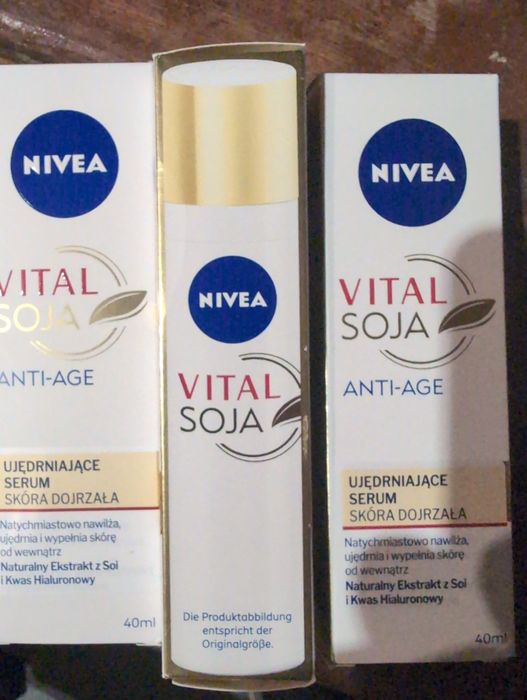 NIVEA
VITAL
SOJA
ANTI-AGE
UJĘDRNIAJĄCE
SERUM
SKÓRA DOJRZAŁA
Natychmiastowo nawilża,
ujędrnia i wypełnia skórę
od wewnątrz
Naturalny Ekstrakt z Soi
i Kwas Hialuronowy
40ml
NIVEA
VITAL
SOJA
Die Produktabbildung
entspricht der
Originalgröße.
NIVEA
VITAL
SOJA
ANTI-AGE
UJĘDRNIAJĄCE
SERUM
SKÓRA DOJRZAŁA
Natychmiastowo nawilża,
ujędrnia i wypełnia skórę
od wewnątrz
Naturalny Ekstrakt z Soi
i Kwas Hialuronowy
40ml